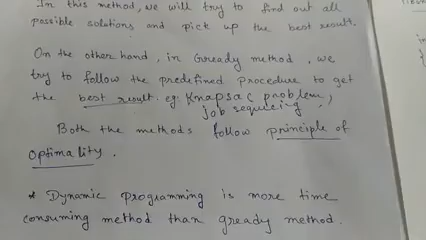 In this method, we will try to find out all
possible solutions and pick up the best result.
On the other hand, in Gready method, we
try to follow the predefined procedure to get
the best result. eg. Knapsac problem,
job sequecing.
Both the methods follow principle of
optimality.
* Dynamic programming is more time
consuming method than gready method.